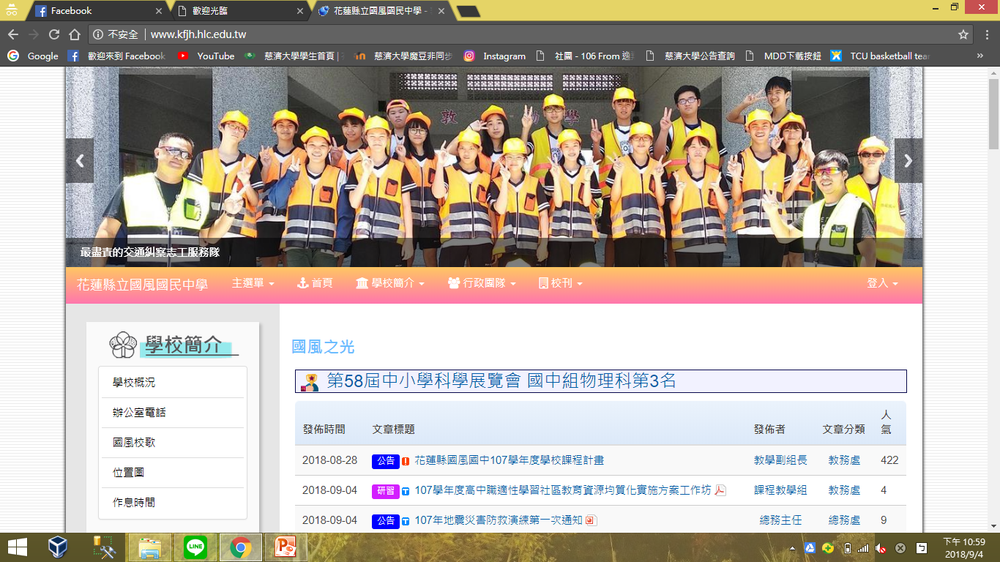 Facebook
歡迎光臨
花蓮縣立國風國民中學 -
不安全 | www.kfjh.hlc.edu.tw
Google 歡迎來到 Facebook YouTube 慈濟大學學生首頁 慈濟大學魔豆非同步 Instagram 社團 - 106 From 慈濟大學公告查詢 MDD下載按鈕 TCU basketball tea »
敦 學
最盡責的交通糾察志工服務隊
花蓮縣立國風國民中學 主選單 首頁 學校簡介 行政團隊 校刊 登入
學校簡介
學校概況
辦公室電話
國風校歌
位置圖
作息時間
國風之光
第58屆中小學科學展覽會 國中組物理科第3名
發佈時間 文章標題 發佈者 文章分類 人氣
2018-08-28 公告 花蓮縣國風國中107學年度學校課程計畫 教學副組長 教務處 422
2018-09-04 研習 107學年度高中職適性學習社區教育資源均質化實施方案工作坊 課程教學組 教務處 4
2018-09-04 公告 107年地震災害防救演練第一次通知 總務主任 總務處 9
LINE
下午 10:59
2018/9/4